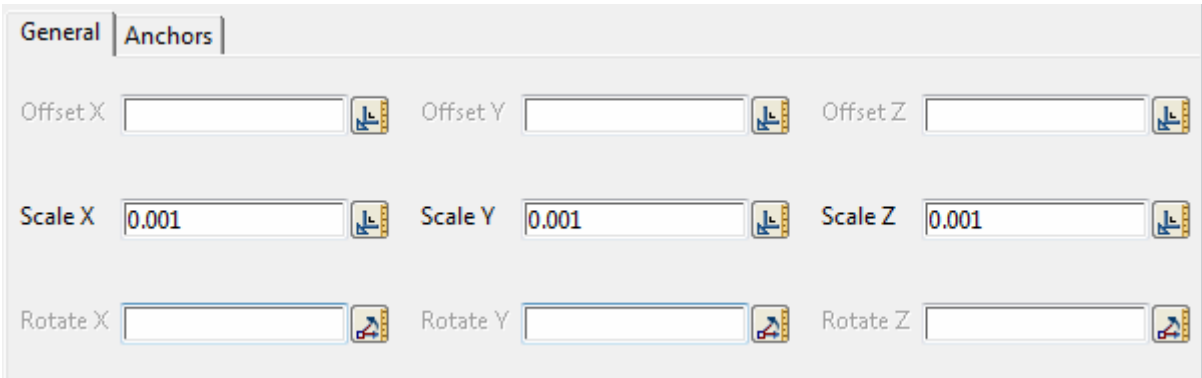 General Anchors
Offset X Offset Y Offset Z
Scale X 0.001 Scale Y 0.001 Scale Z 0.001
Rotate X Rotate Y Rotate Z